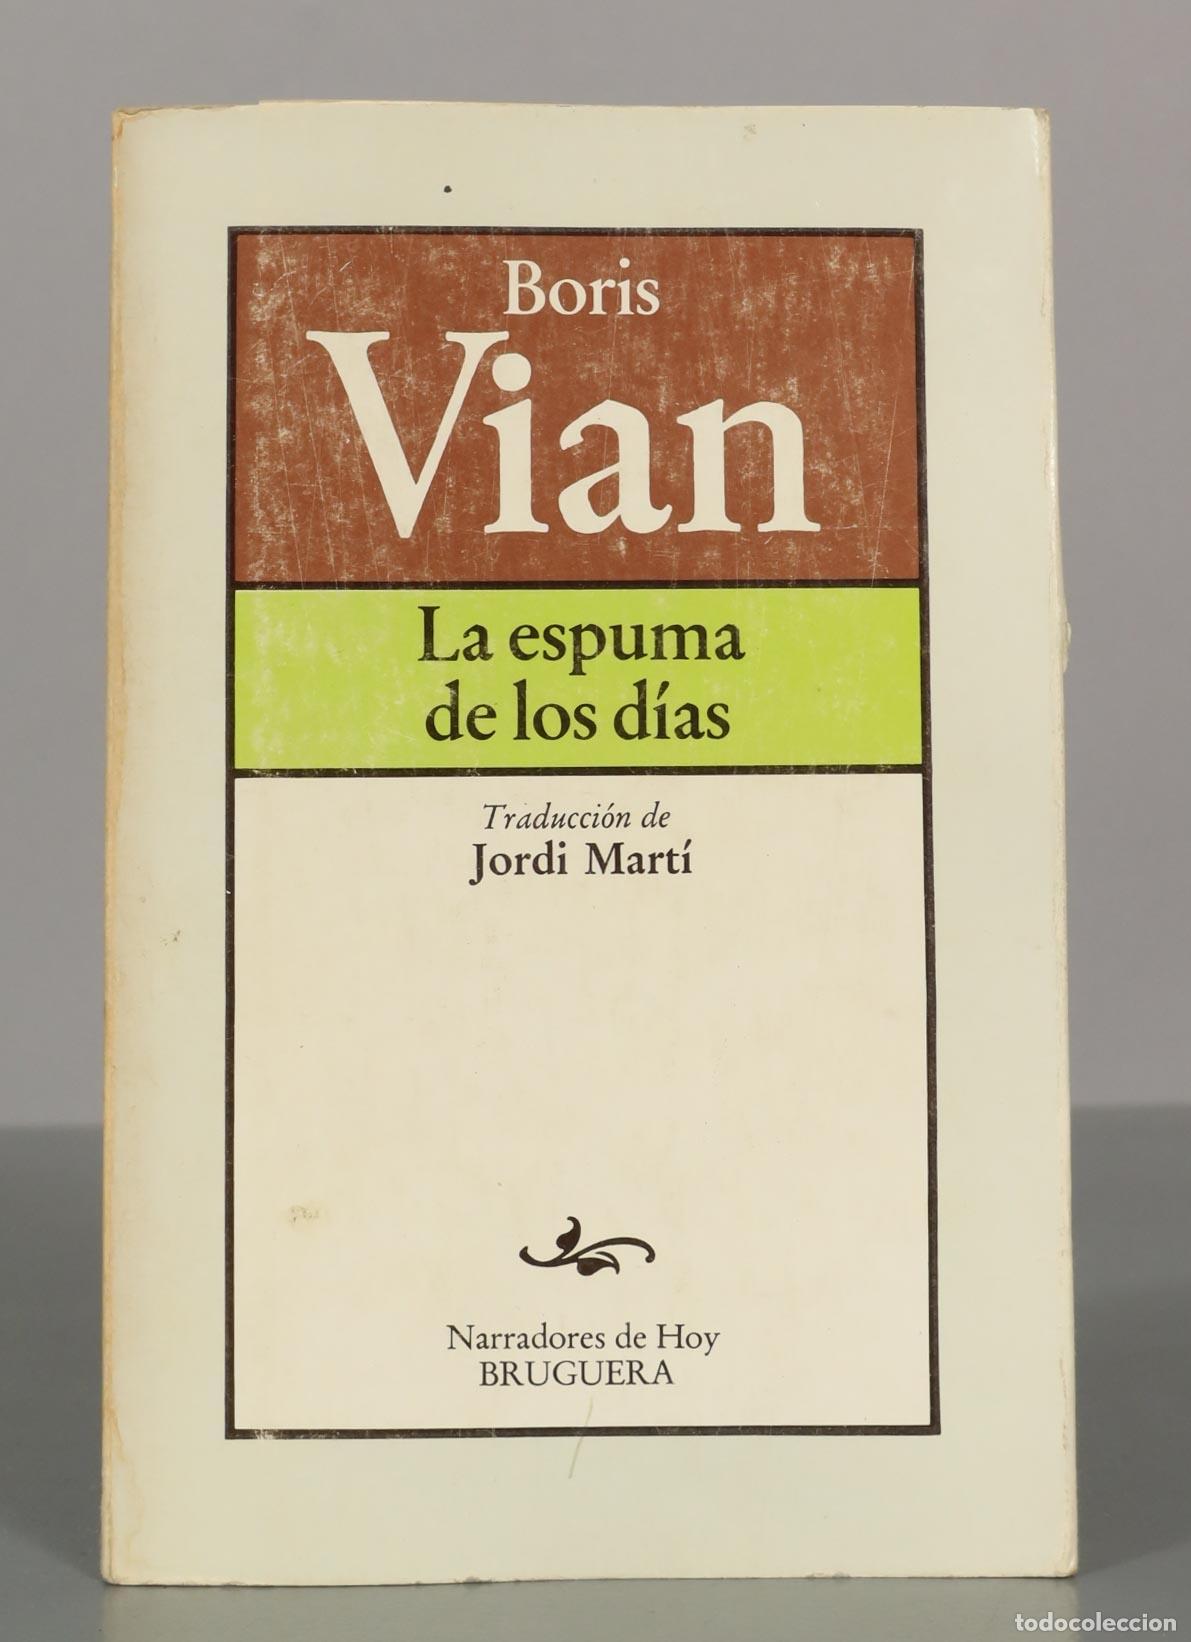 Boris
Vian
La espuma
de los días
Traducción de
Jordi Martí
Narradores de Hoy
BRUGUERA
todocoleccion